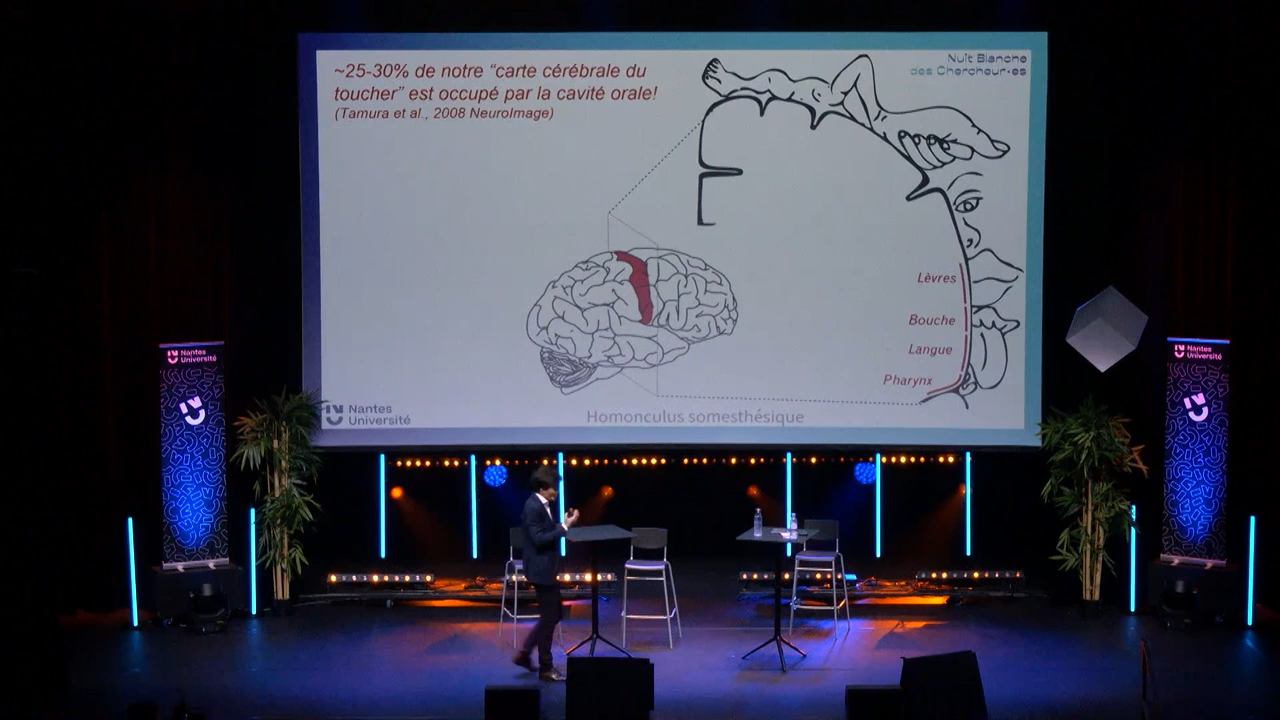 ~25-30% de notre “carte cérébrale du
toucher” est occupé par la cavité orale!
(Tamura et al., 2008 NeuroImage)
Nuit Blanche
des Chercheur•es
Lèvres
Bouche
Langue
Pharynx
Nantes
Université
Homonculus somesthésique
Nantes
Université
Nantes
Université